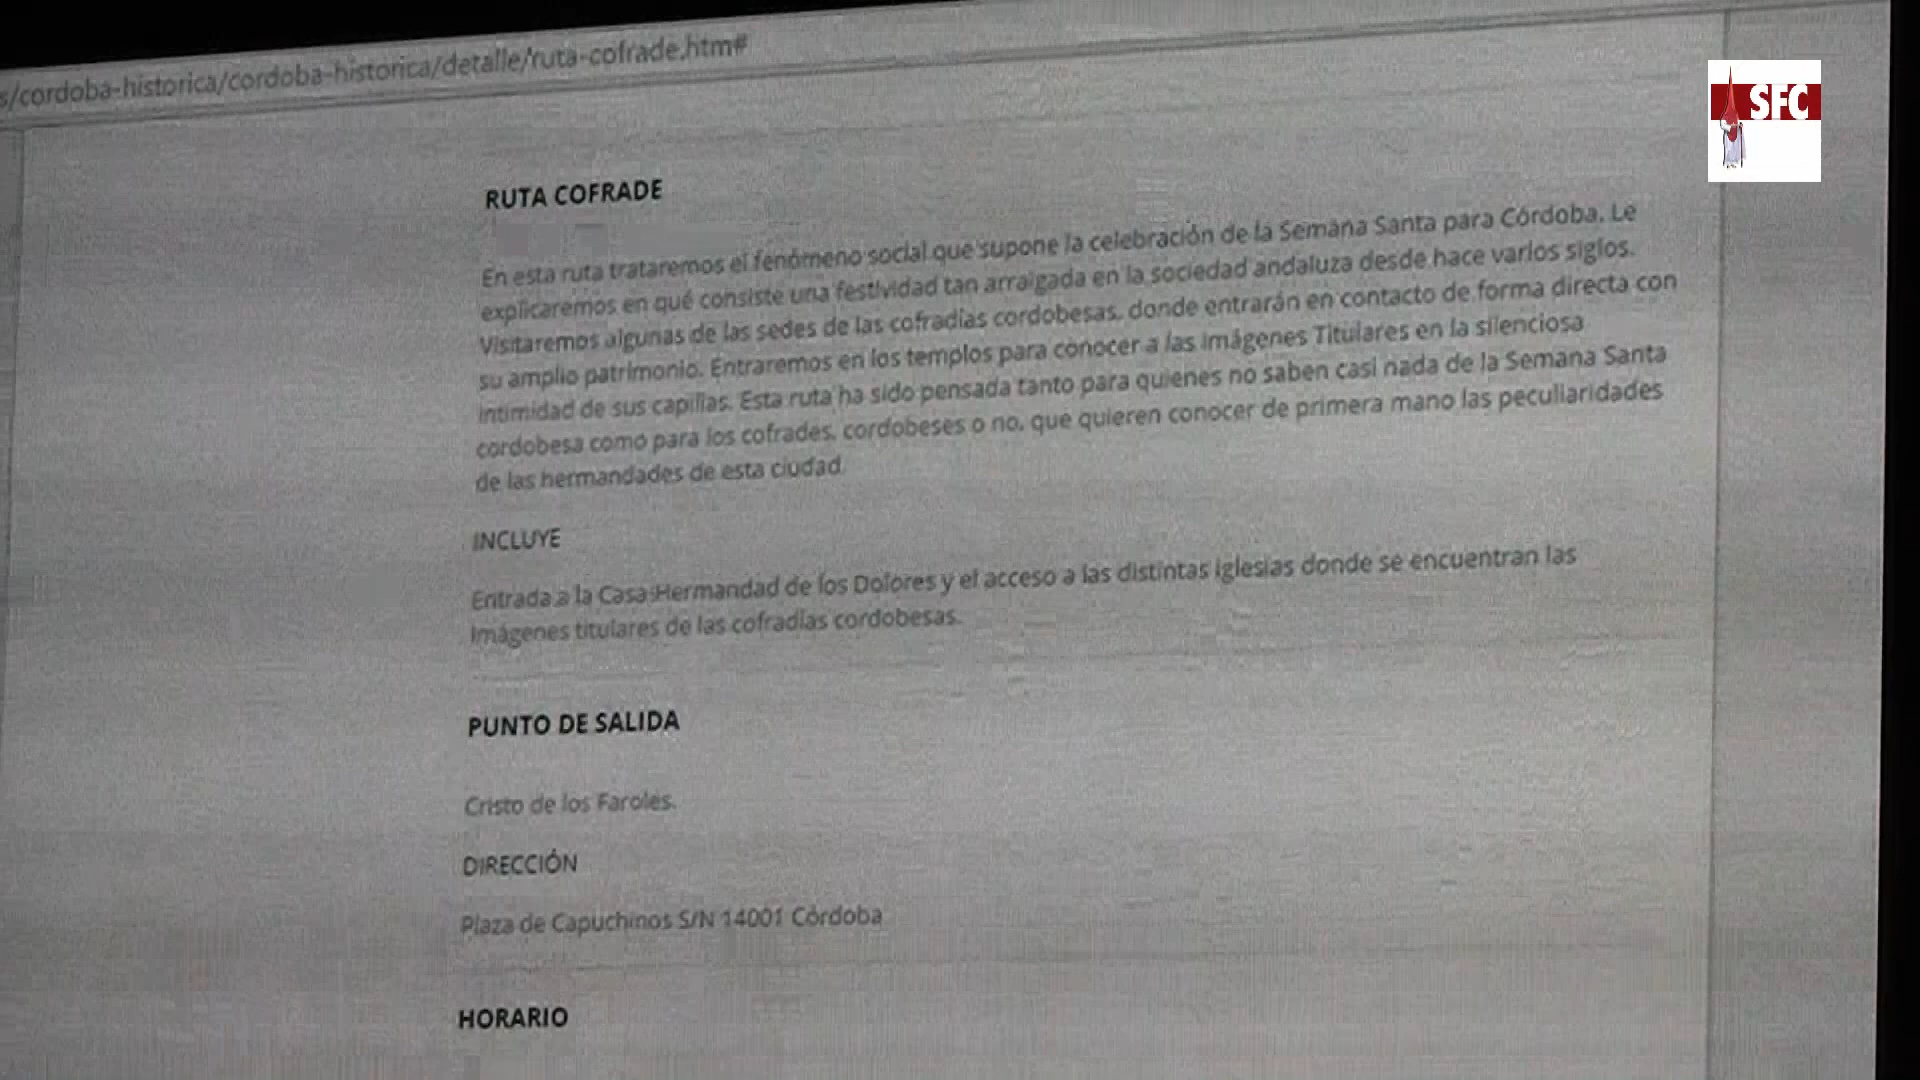 s/cordoba-historica/cordoba-historica/detalle/ruta-cofrade.htm#
SFC
RUTA COFRADE
En esta ruta trataremos el fenómeno social que supone la celebración de la Semana Santa para Córdoba. Le
explicaremos en qué consiste una festividad tan arraigada en la sociedad andaluza desde hace varios siglos.
Visitaremos algunas de las sedes de las cofradías cordobesas, donde entrarán en contacto de forma directa con
su amplio patrimonio. Entraremos en los templos para conocer a las Imágenes Titulares en la silenciosa
intimidad de sus capillas. Esta ruta ha sido pensada tanto para quienes no saben casi nada de la Semana Santa
cordobesa como para los cofrades, cordobeses o no, que quieren conocer de primera mano las peculiaridades
de las hermandades de esta ciudad.
INCLUYE
Entrada a la Casa-Hermandad de los Dolores y el acceso a las distintas iglesias donde se encuentran las
Imágenes titulares de las cofradías cordobesas.
PUNTO DE SALIDA
Cristo de los Faroles.
DIRECCIÓN
Plaza de Capuchinos S/N 14001 Córdoba
HORARIO